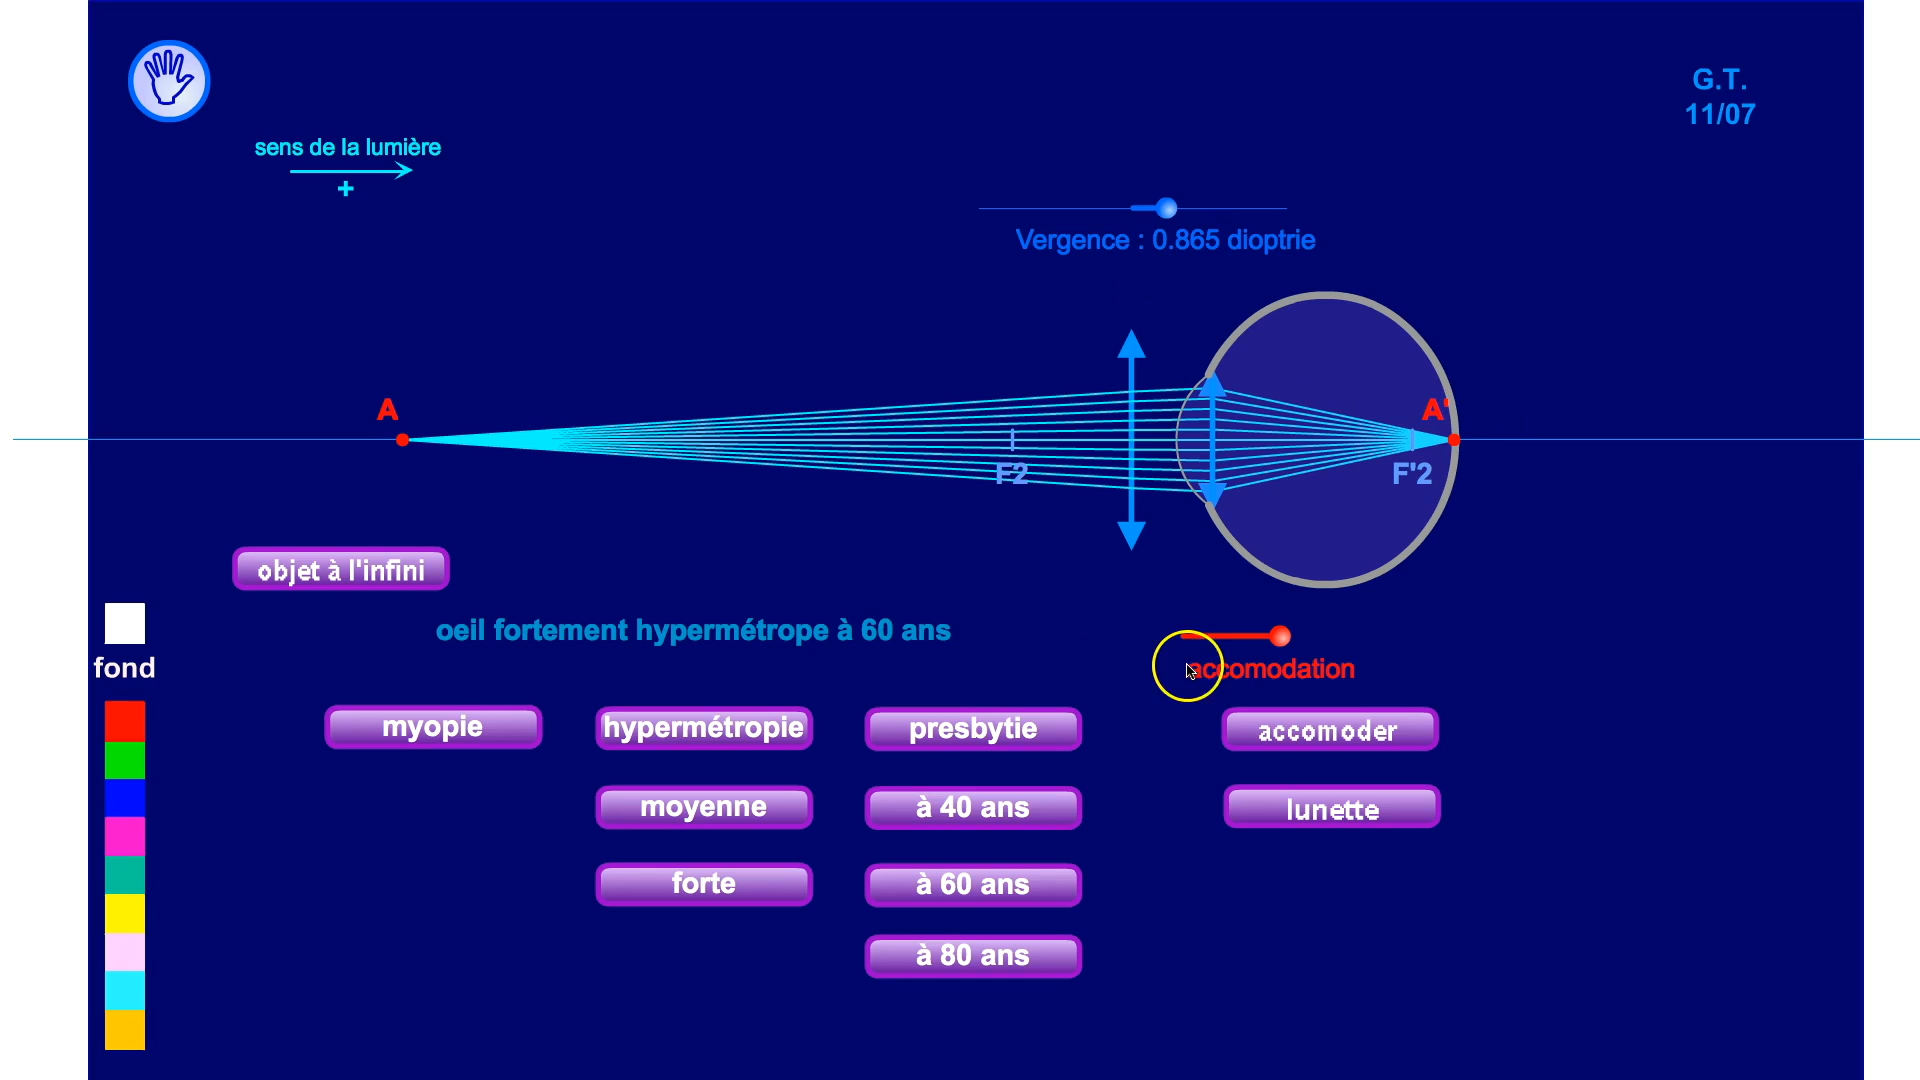 G.T.
11/07
sens de la lumière
+
Vergence : 0.865 dioptrie
A
A'
F2
F'2
objet à l'infini
oeil fortement hypermétrope à 60 ans
fond
accomodation
myopie
hypermétropie
presbytie
accomoder
moyenne
à 40 ans
lunette
forte
à 60 ans
à 80 ans